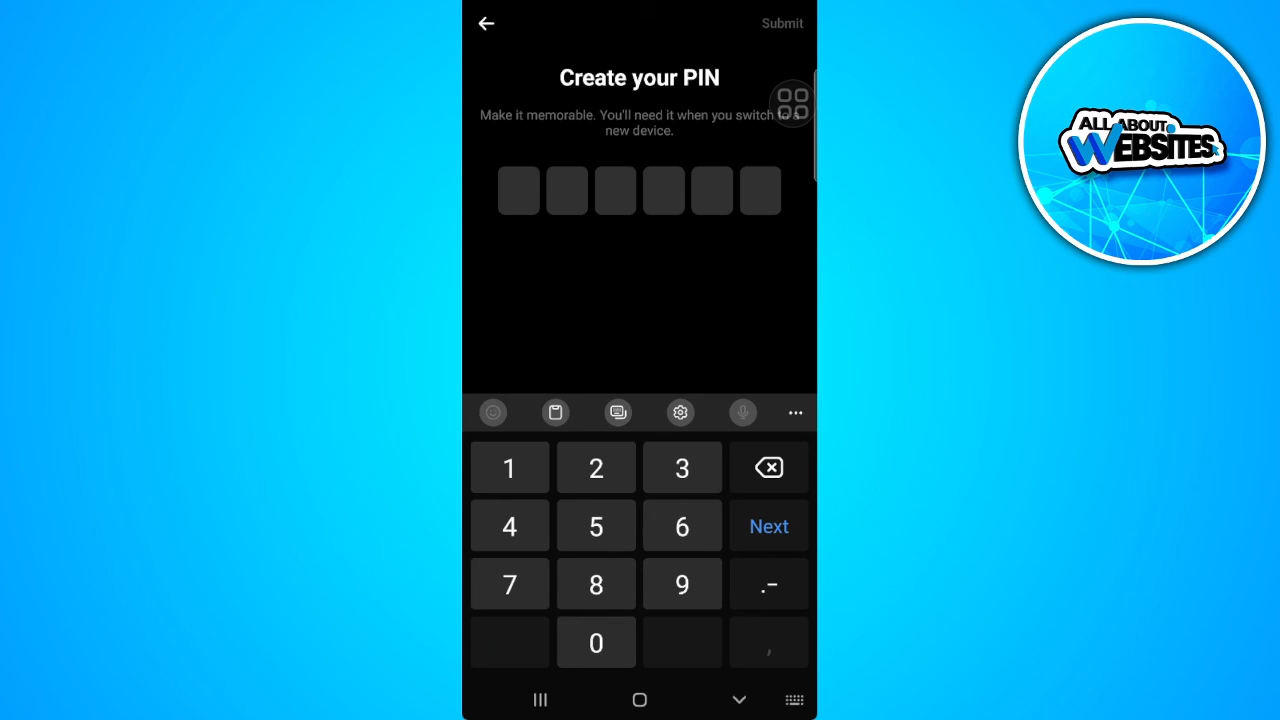 Submit
Create your PIN
Make it memorable. You'll need it when you switch to a
new device.
ALL ABOUT
WEBSITES
1 2 3
4 5 6 Next
7 8 9 .-
0 ,